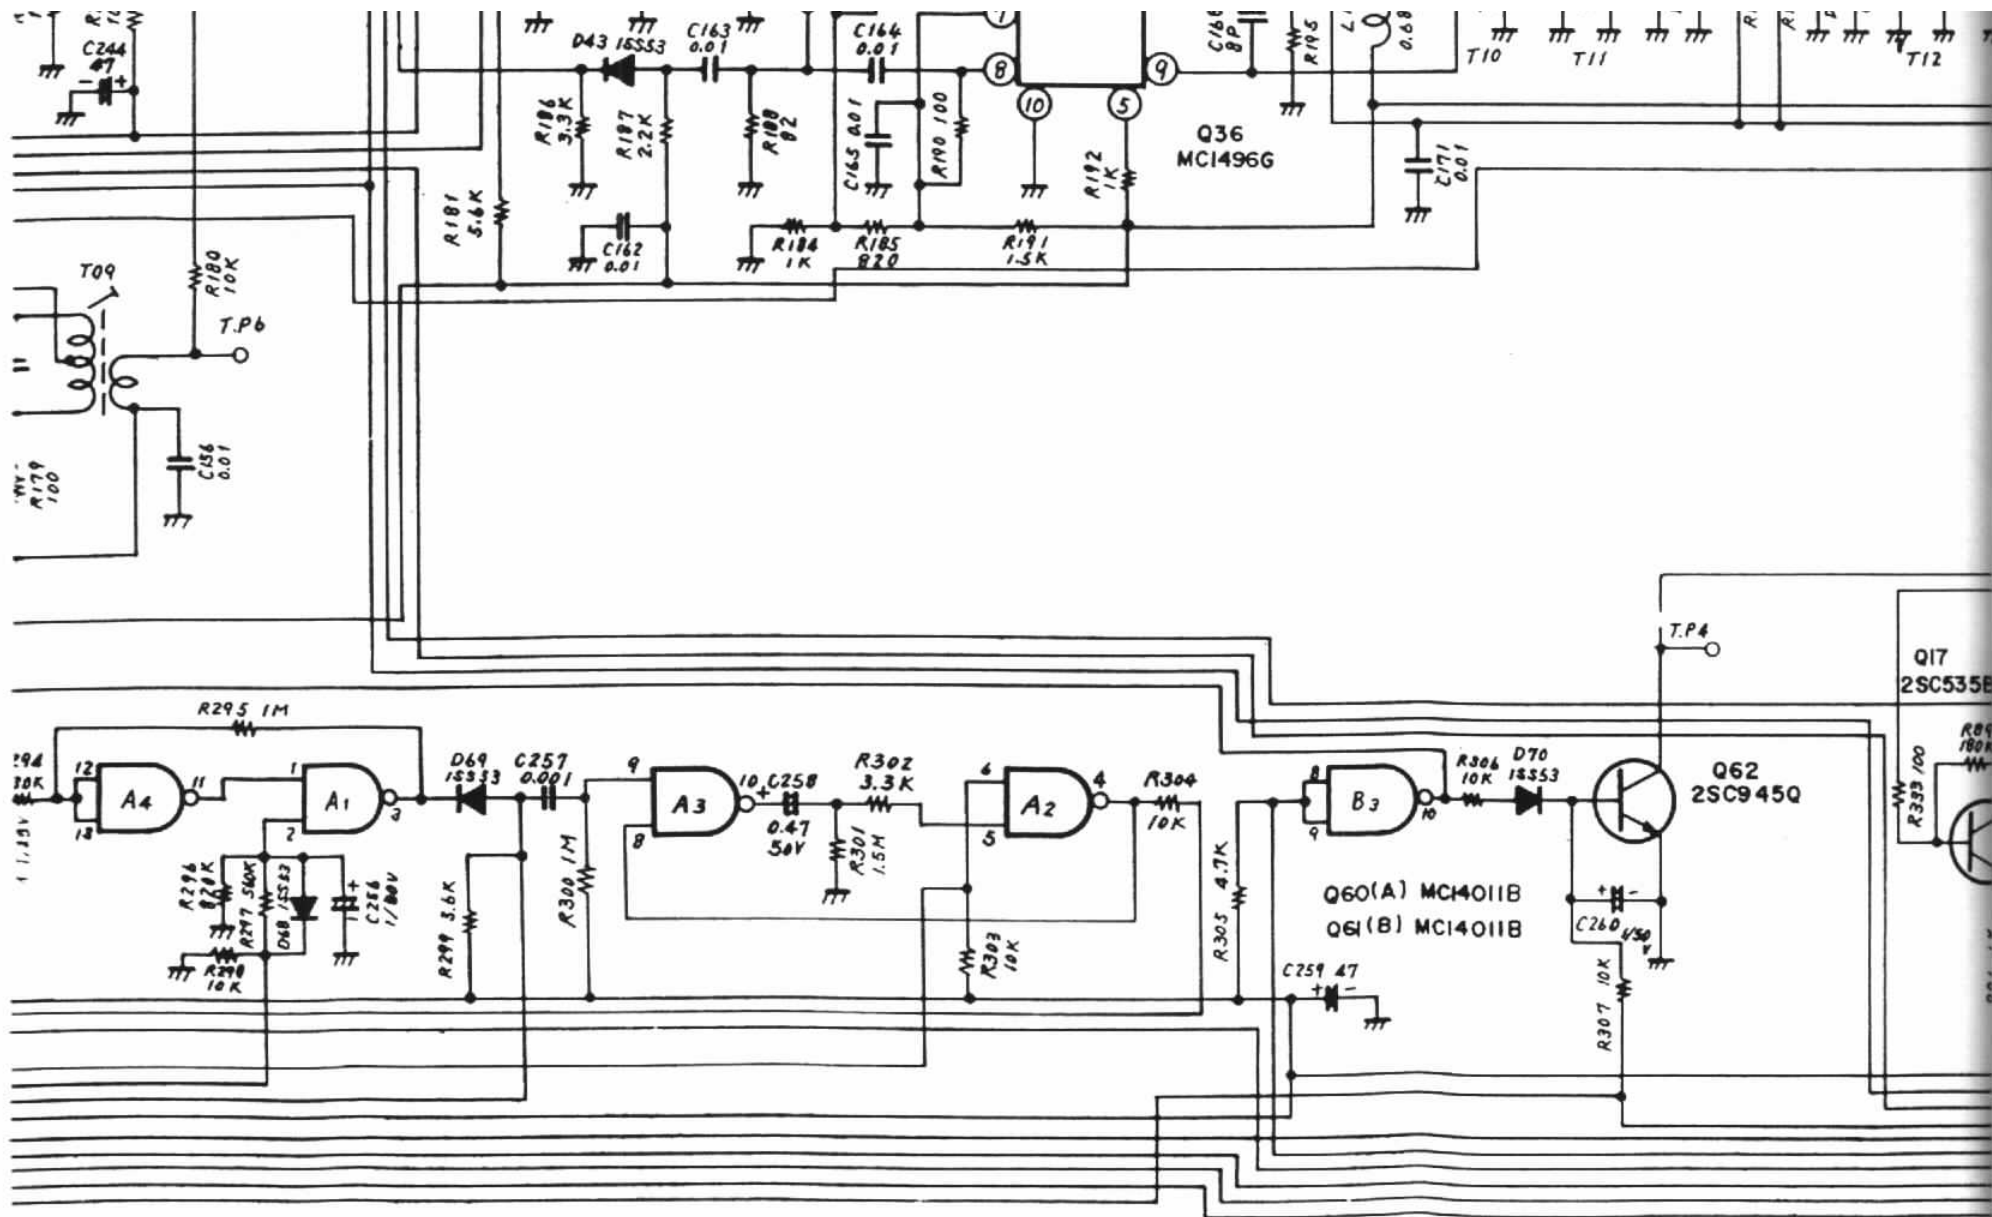 C244
47
- +
D43 1SS53
C163
0.01
C164
0.01
7
8
9
10
5
R186
3.3K
R187
2.2K
R188
82
C165 0.01
R190 100
R192
1K
Q36
MC1496G
8P
R195
0.68
T10
T11
T12
C171
0.01
R181
5.6K
C162
0.01
R184
1K
R185
820
R191
1.5K
T09
R180
10K
T.P6
R179
100
C156
0.01
T.P4
Q17
2SC535B
R295 1M
12
13
A4
11
1
2
A1
3
D69
1SS53
C257
0.001
9
8
A3
10
+
C258
0.47
50V
R302
3.3K
R301
1.5M
6
5
A2
4
R304
10K
8
9
B3
10
R306
10K
D70
1SS53
Q62
2SC945Q
R333 100
R296
820K
R297 560K
D68 1SS53
+
C256
R298
10K
R299 5.6K
R300 1M
R303
10K
R305 4.7K
Q60(A) MC14011B
Q61(B) MC14011B
+ -
C260
1/50
V
C259 47
+ -
R307 10K